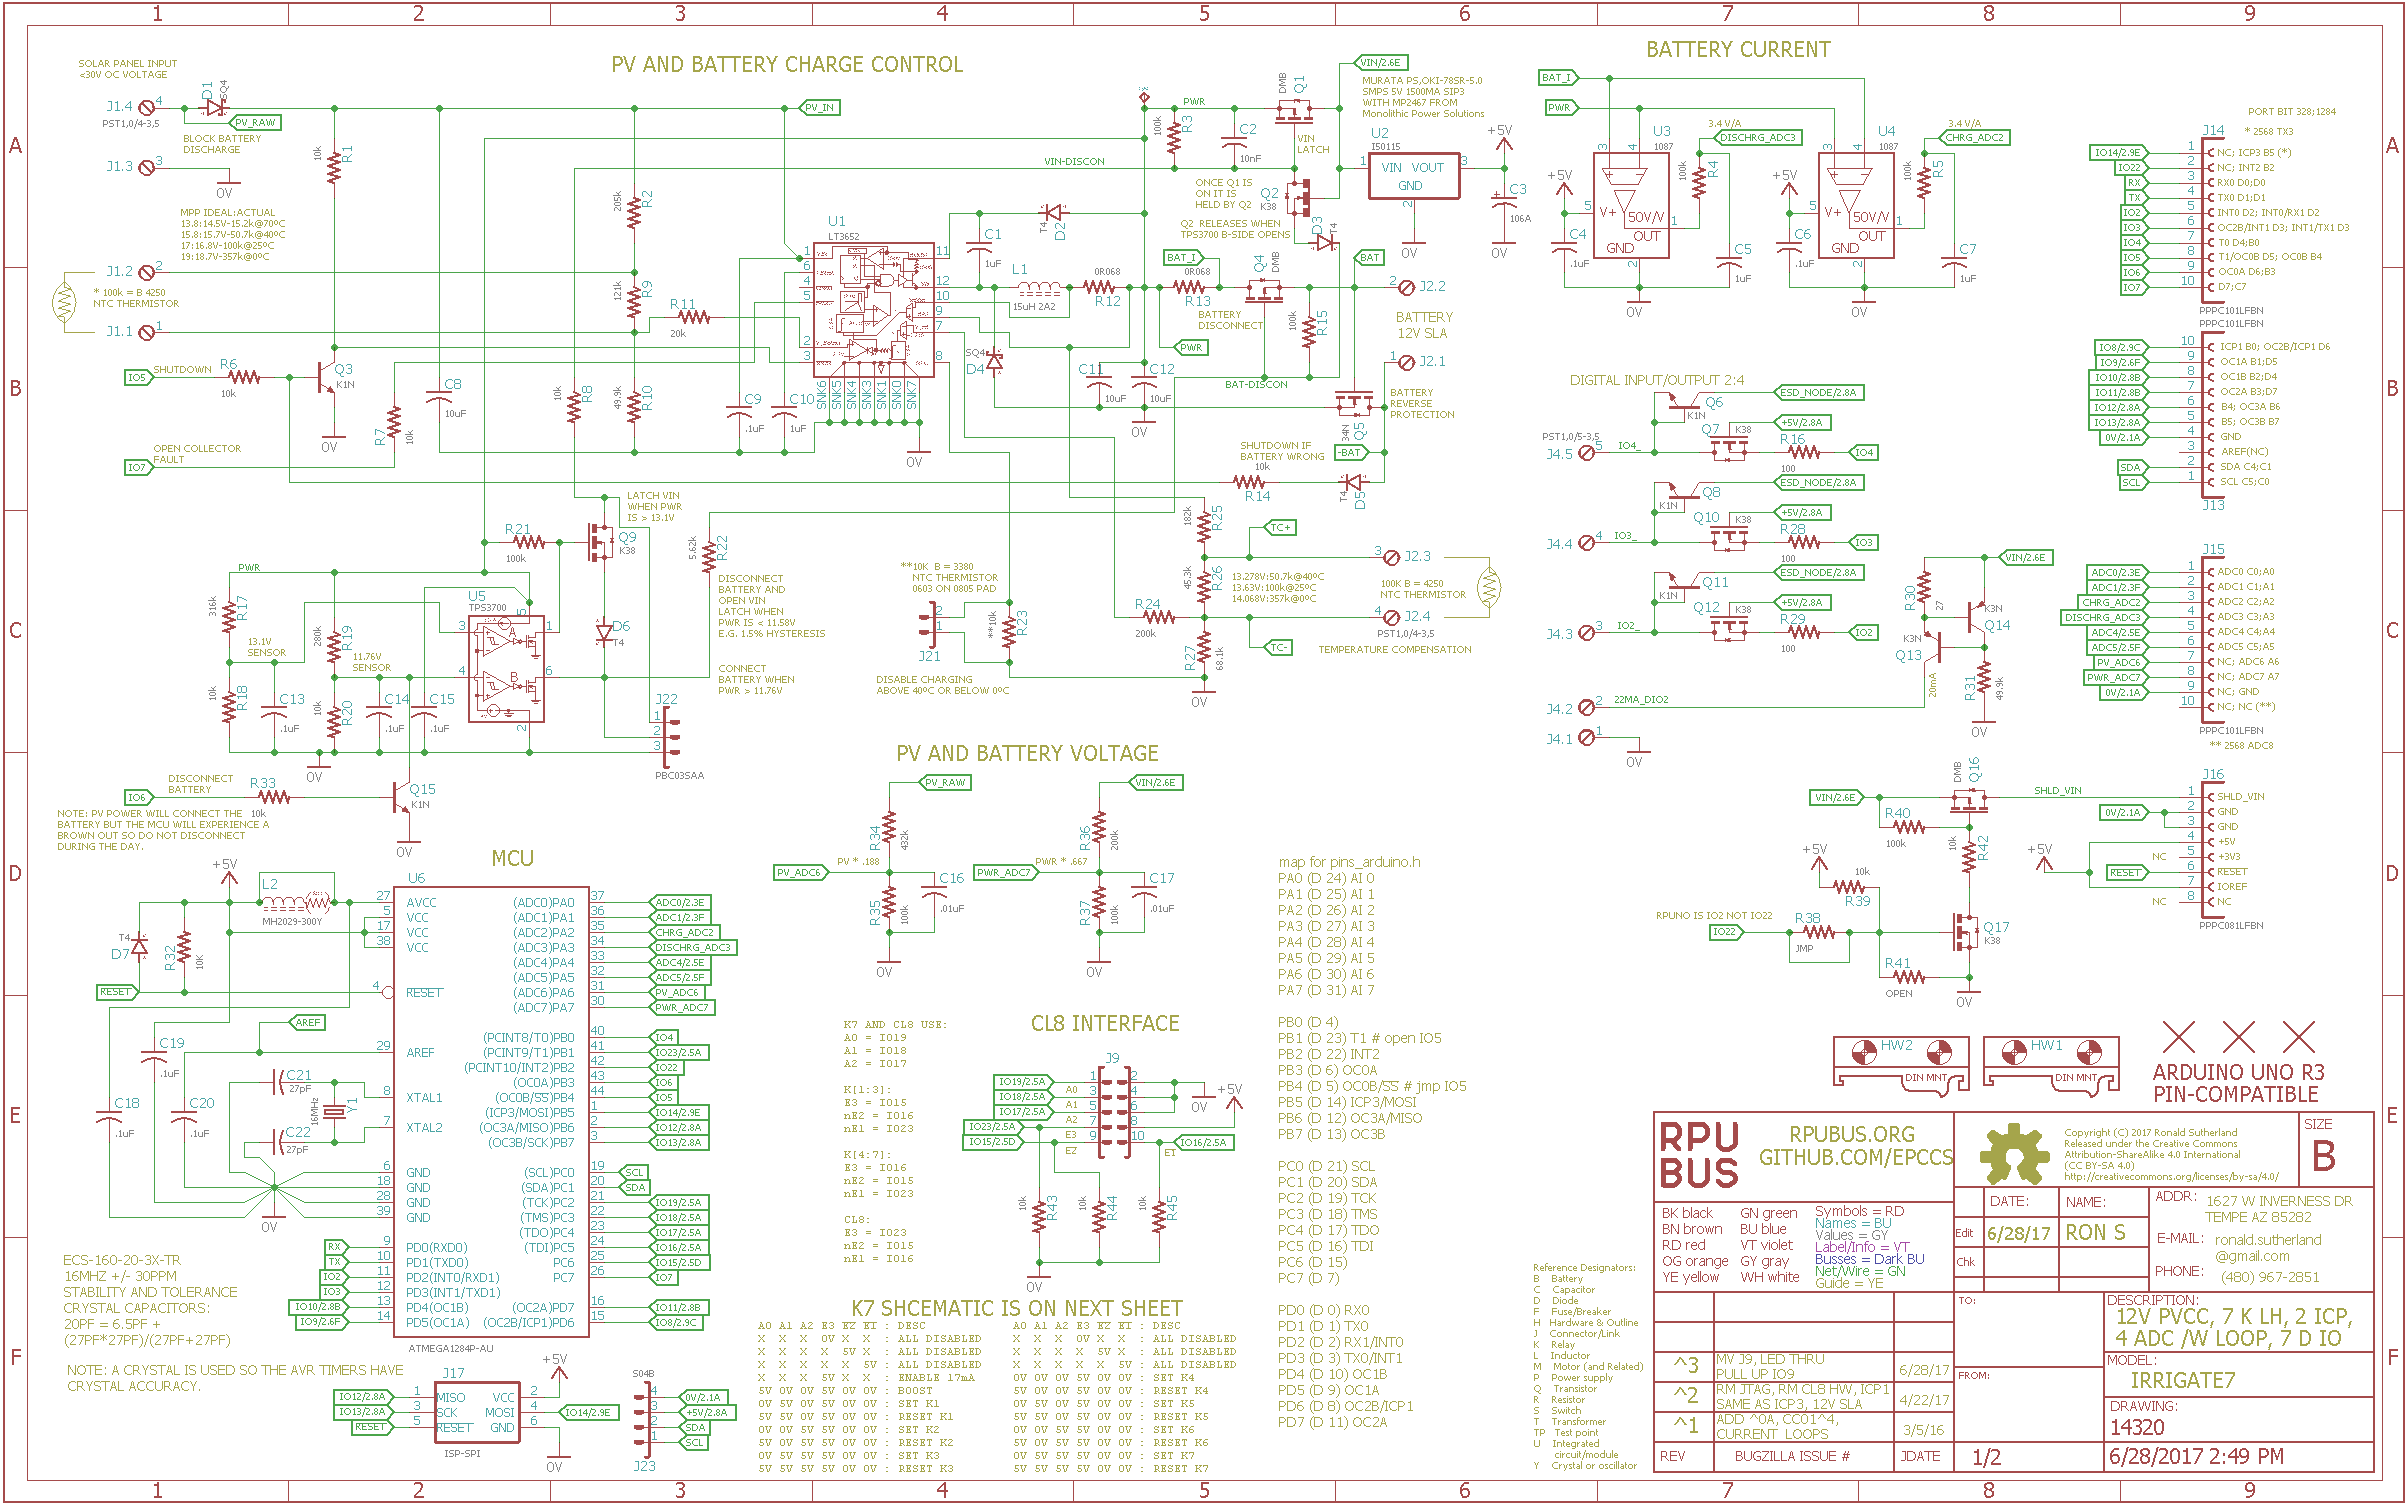 PV AND BATTERY CHARGE CONTROL
SOLAR PANEL INPUT
<30V OC VOLTAGE
J1.4
4
PST1,0/4-3,5
D1
SQ4
PV_RAW
BLOCK BATTERY
DISCHARGE
J1.3
3
0V
MPP IDEAL:ACTUAL
13.8:14.5V-15.2k@70ºC
15.8:15.7V-50.7k@40ºC
17:16.8V-100k@25ºC
19:18.7V-357k@0ºC
J1.2
2
* 100k = B 4250
NTC THERMISTOR
J1.1
1
R1
10k
R2
205k
R9
121k
R10
49.9k
R11
20k
PV_IN
U1
LT3652
SNK6
SNK5
SNK4
SNK3
SNK1
SNK0
SNK7
C1
1uF
D2
T4
L1
15uH 2A2
R12
0R068
D4
SQ4
IO5
SHUTDOWN
R6
10k
Q3
K1N
0V
R7
10k
C8
10uF
R8
10k
C9
.1uF
C10
1uF
0V
IO7
OPEN COLLECTOR
FAULT
VIN-DISCON
PWR
R3
100k
C2
10nF
Q1
DMB
VIN
LATCH
VIN/2.6E
MURATA PS,OKI-78SR-5.0
SMPS 5V 1500MA SIP3
WITH MP2467 FROM
Monolithic Power Solutions
U2
I50115
VIN VOUT
GND
+5V
C3
106A
0V
0V
ONCE Q1 IS
ON IT IS
HELD BY Q2
Q2
K38
Q2 RELEASES WHEN
TPS3700 B-SIDE OPENS
D3
T4
BAT_I
0R068
R13
Q4
DMB
BATTERY
DISCONNECT
PWR
BAT
R15
100k
2
J2.2
BATTERY
12V SLA
1
J2.1
C11
10uF
C12
10uF
0V
BAT-DISCON
BATTERY
REVERSE
PROTECTION
34N
Q5
-BAT
SHUTDOWN IF
BATTERY WRONG
10k
R14
T4
D5
BATTERY CURRENT
BAT_I
PWR
U3
1087
50V/V
V+
OUT
GND
+5V
C4
.1uF
3.4 V/A
DISCHRG_ADC3
R4
100k
C5
1uF
0V
U4
1087
50V/V
V+
OUT
GND
+5V
C6
.1uF
3.4 V/A
CHRG_ADC2
R5
100k
C7
1uF
0V
PORT BIT 328;1284
J14
* 2568 TX3
IO14/2.9E 1 NC; ICP3 B5 (*)
IO22 2 NC; INT2 B2
RX 3 RX0 D0;D0
TX 4 TX0 D1;D1
IO2 5 INT0 D2; INT0/RX1 D2
IO3 6 OC2B/INT1 D3; INT1/TX1 D3
IO4 7 T0 D4;B0
IO5 8 T1/OC0B D5; OC0B B4
IO6 9 OC0A D6;B3
IO7 10 D7;C7
PPPC101LFBN
PPPC101LFBN
IO8/2.9C 10 ICP1 B0; OC2B/ICP1 D6
IO9/2.6F 9 OC1A B1;D5
IO10/2.8B 8 OC1B B2;D4
IO11/2.8B 7 OC2A B3;D7
IO12/2.8A 6 B4; OC3A B6
IO13/2.8A 5 B5; OC3B B7
0V/2.1A 4 GND
3 AREF(NC)
SDA 2 SDA C4;C1
SCL 1 SCL C5;C0
J13
DIGITAL INPUT/OUTPUT 2:4
Q6
K1N
ESD_NODE/2.8A
Q7
K38
+5V/2.8A
PST1,0/5-3,5
J4.5
5
IO4_
R16
100
IO4
Q8
K1N
ESD_NODE/2.8A
Q10
K38
+5V/2.8A
J4.4
4
IO3_
R28
100
IO3
Q11
K1N
ESD_NODE/2.8A
Q12
K38
+5V/2.8A
J4.3
3
IO2_
R29
100
IO2
J4.2
2
22MA_DIO2
J4.1
1
0V
VIN/2.6E
R30
27
K3N
Q14
K3N
Q13
20mA
R31
49.9k
0V
J15
ADC0/2.3E 1 ADC0 C0;A0
ADC1/2.3F 2 ADC1 C1;A1
CHRG_ADC2 3 ADC2 C2;A2
DISCHRG_ADC3 4 ADC3 C3;A3
ADC4/2.5E 5 ADC4 C4;A4
ADC5/2.5F 6 ADC5 C5;A5
PV_ADC6 7 NC; ADC6 A6
PWR_ADC7 8 NC; ADC7 A7
0V/2.1A 9 NC; GND
10 NC; NC (**)
PPPC101LFBN
** 2568 ADC8
LATCH VIN
WHEN PWR
IS > 13.1V
R21
100k
Q9
K38
R22
5.62k
DISCONNECT
BATTERY AND
OPEN VIN
LATCH WHEN
PWR IS < 11.58V
E.G. 1.5% HYSTERESIS
CONNECT
BATTERY WHEN
PWR > 11.76V
PWR
R17
316k
13.1V
SENSOR
R18
10k
C13
.1uF
R19
280k
11.76V
SENSOR
R20
10k
C14
.1uF
C15
.1uF
U5
TPS3700
A
B
D6
T4
J22
1
2
3
PBC03SAA
0V
**10K B = 3380
NTC THERMISTOR
0603 ON 0805 PAD
J21
2
1
R23
**10k
DISABLE CHARGING
ABOVE 40ºC OR BELOW 0ºC
R24
200k
R25
182k
R26
45.3k
R27
68.1k
0V
TC+
TC-
13.278V:50.7k@40ºC
13.63V:100k@25ºC
14.068V:357k@0ºC
3
J2.3
100K B = 4250
NTC THERMISTOR
4
J2.4
PST1,0/4-3,5
TEMPERATURE COMPENSATION
IO6
DISCONNECT
BATTERY
R33
10k
Q15
K1N
0V
NOTE: PV POWER WILL CONNECT THE
BATTERY BUT THE MCU WILL EXPERIENCE A
BROWN OUT SO DO NOT DISCONNECT
DURING THE DAY.
PV AND BATTERY VOLTAGE
PV_RAW
R34
432k
PV * .188
PV_ADC6
R35
100k
C16
.01uF
0V
VIN/2.6E
R36
200k
PWR * .667
PWR_ADC7
R37
100k
C17
.01uF
0V
VIN/2.6E
DMB
Q16
SHLD_VIN
R40
100k
R42
10k
+5V
10k
R39
RPUNO IS IO2 NOT IO22
IO22
R38
JMP
Q17
K38
R41
OPEN
0V
+5V
J16
1 SHLD_VIN
0V/2.1A 2 GND
3 GND
4 +5V
NC 5 +3V3
RESET 6 RESET
7 IOREF
NC 8 NC
PPPC081LFBN
MCU
+5V
L2
MH2029-300Y
T4
D7
R32
10K
RESET
AREF
C19
.1uF
C18
.1uF
C20
.1uF
C21
27pF
C22
27pF
16MHz
Y1
0V
U6
27 AVCC
5 VCC
17 VCC
38 VCC
4 RESET
29 AREF
8 XTAL1
7 XTAL2
6 GND
18 GND
28 GND
39 GND
RX 9 PD0(RXD0)
TX 10 PD1(TXD0)
IO2 11 PD2(INT0/RXD1)
IO3 12 PD3(INT1/TXD1)
IO10/2.8B 13 PD4(OC1B)
IO9/2.6F 14 PD5(OC1A)
(ADC0)PA0 37 ADC0/2.3E
(ADC1)PA1 36 ADC1/2.3F
(ADC2)PA2 35 CHRG_ADC2
(ADC3)PA3 34 DISCHRG_ADC3
(ADC4)PA4 33 ADC4/2.5E
(ADC5)PA5 32 ADC5/2.5F
(ADC6)PA6 31 PV_ADC6
(ADC7)PA7 30 PWR_ADC7
(PCINT8/T0)PB0 40 IO4
(PCINT9/T1)PB1 41 IO23/2.5A
(PCINT10/INT2)PB2 42 IO22
(OC0A)PB3 43 IO6
(OC0B/SS)PB4 44 IO5
(ICP3/MOSI)PB5 1 IO14/2.9E
(OC3A/MISO)PB6 2 IO12/2.8A
(OC3B/SCK)PB7 3 IO13/2.8A
(SCL)PC0 19 SCL
(SDA)PC1 20 SDA
(TCK)PC2 21 IO19/2.5A
(TMS)PC3 22 IO18/2.5A
(TDO)PC4 23 IO17/2.5A
(TDI)PC5 24 IO16/2.5A
PC6 25 IO15/2.5D
PC7 26 IO7
(OC2A)PD7 16 IO11/2.8B
(OC2B/ICP1)PD6 15 IO8/2.9C
ATMEGA1284P-AU
ECS-160-20-3X-TR
16MHZ +/- 30PPM
STABILITY AND TOLERANCE
CRYSTAL CAPACITORS:
20PF = 6.5PF +
(27PF*27PF)/(27PF+27PF)
NOTE: A CRYSTAL IS USED SO THE AVR TIMERS HAVE
CRYSTAL ACCURACY.
J17
+5V
IO12/2.8A 1 MISO VCC 2
IO13/2.8A 3 SCK MOSI 4 IO14/2.9E
RESET 5 RESET GND 6
ISP-SPI
0V
S04B
4 0V/2.1A
3 +5V/2.8A
2 SDA
1 SCL
J23
K7 AND CL8 USE:
A0 = IO19
A1 = IO18
A2 = IO17
K[1:3]:
E3 = IO15
nE2 = IO16
nE1 = IO23
K[4:7]:
E3 = IO16
nE2 = IO15
nE1 = IO23
CL8:
E3 = IO23
nE2 = IO15
nE1 = IO16
CL8 INTERFACE
J9
IO19/2.5A A0 1 2
IO18/2.5A A1 3 4
IO17/2.5A A2 5 6
IO23/2.5A E3 7 8
IO15/2.5D E2 9 10 E1 IO16/2.5A
0V
+5V
R43
10k
R44
10k
R45
10k
0V
K7 SHCEMATIC IS ON NEXT SHEET
A0 A1 A2 E3 E2 E1 : DESC
X X X 0V X X : ALL DISABLED
X X X X 5V X : ALL DISABLED
X X X X X 5V : ALL DISABLED
X X X 5V X X : ENABLE 17mA
5V 5V 5V 5V 0V 0V : BOOST
0V 5V 5V 5V 0V 0V : SET K1
5V 5V 5V 5V 0V 0V : RESET K1
0V 5V 5V 5V 0V 0V : SET K2
5V 5V 5V 5V 0V 0V : RESET K2
0V 5V 5V 5V 0V 0V : SET K3
5V 5V 5V 5V 0V 0V : RESET K3
A0 A1 A2 E3 E2 E1 : DESC
X X X 0V X X : ALL DISABLED
X X X X 5V X : ALL DISABLED
X X X X X 5V : ALL DISABLED
0V 0V 5V 5V 0V 0V : SET K4
5V 5V 5V 5V 0V 0V : RESET K4
0V 5V 5V 5V 0V 0V : SET K5
5V 5V 5V 5V 0V 0V : RESET K5
0V 5V 5V 5V 0V 0V : SET K6
5V 5V 5V 5V 0V 0V : RESET K6
0V 5V 5V 5V 0V 0V : SET K7
5V 5V 5V 5V 0V 0V : RESET K7
map for pins_arduino.h
PA0 (D 24) AI 0
PA1 (D 25) AI 1
PA2 (D 26) AI 2
PA3 (D 27) AI 3
PA4 (D 28) AI 4
PA5 (D 29) AI 5
PA6 (D 30) AI 6
PA7 (D 31) AI 7
PB0 (D 4)
PB1 (D 23) T1 # open IO5
PB2 (D 22) INT2
PB3 (D 6) OC0A
PB4 (D 5) OC0B/SS # jmp IO5
PB5 (D 14) ICP3/MOSI
PB6 (D 12) OC3A/MISO
PB7 (D 13) OC3B
PC0 (D 21) SCL
PC1 (D 20) SDA
PC2 (D 19) TCK
PC3 (D 18) TMS
PC4 (D 17) TDO
PC5 (D 16) TDI
PC6 (D 15)
PC7 (D 7)
PD0 (D 0) RX0
PD1 (D 1) TX0
PD2 (D 2) RX1/INT0
PD3 (D 3) TX0/INT1
PD4 (D 10) OC1B
PD5 (D 9) OC1A
PD6 (D 8) OC2B/ICP1
PD7 (D 11) OC2A
Reference Designators:
B Battery
C Capacitor
D Diode
F Fuse/Breaker
H Hardware & Outline
J Connector/Link
K Relay
L Inductor
M Motor (and Related)
P Power supply
Q Transistor
R Resistor
S Switch
T Transformer
TP Test point
U Integrated
circuit/module
Y Crystal or oscillator
HW2
DIN MNT
HW1
DIN MNT
ARDUINO UNO R3
PIN-COMPATIBLE
RPU
BUS
RPUBUS.ORG
GITHUB.COM/EPCCS
Copyright (C) 2017 Ronald Sutherland
Released under the Creative Commons
Attribution-ShareAlike 4.0 International
(CC BY-SA 4.0)
http://creativecommons.org/licenses/by-sa/4.0/
SIZE
B
BK black GN green
BN brown BU blue
RD red VT violet
OG orange GY gray
YE yellow WH white
Symbols = RD
Names = BU
Values = GY
Label/Info = VT
Busses = Dark BU
Net/Wire = GN
Guide = YE
DATE: NAME:
Edit 6/28/17 RON S
Chk
ADDR: 1627 W INVERNESS DR
TEMPE AZ 85282
E-MAIL: ronald.sutherland
@gmail.com
PHONE: (480) 967-2851
TO:
FROM:
DESCRIPTION:
12V PVCC, 7 K LH, 2 ICP,
4 ADC /W LOOP, 7 D IO
MODEL:
IRRIGATE7
DRAWING:
14320
^3 MV J9, LED THRU
PULL UP IO9 6/28/17
^2 RM JTAG, RM CL8 HW, ICP1
SAME AS ICP3, 12V SLA 4/22/17
^1 ADD ^0A, CC01^4,
CURRENT LOOPS 3/5/16
REV BUGZILLA ISSUE # JDATE
1/2
6/28/2017 2:49 PM